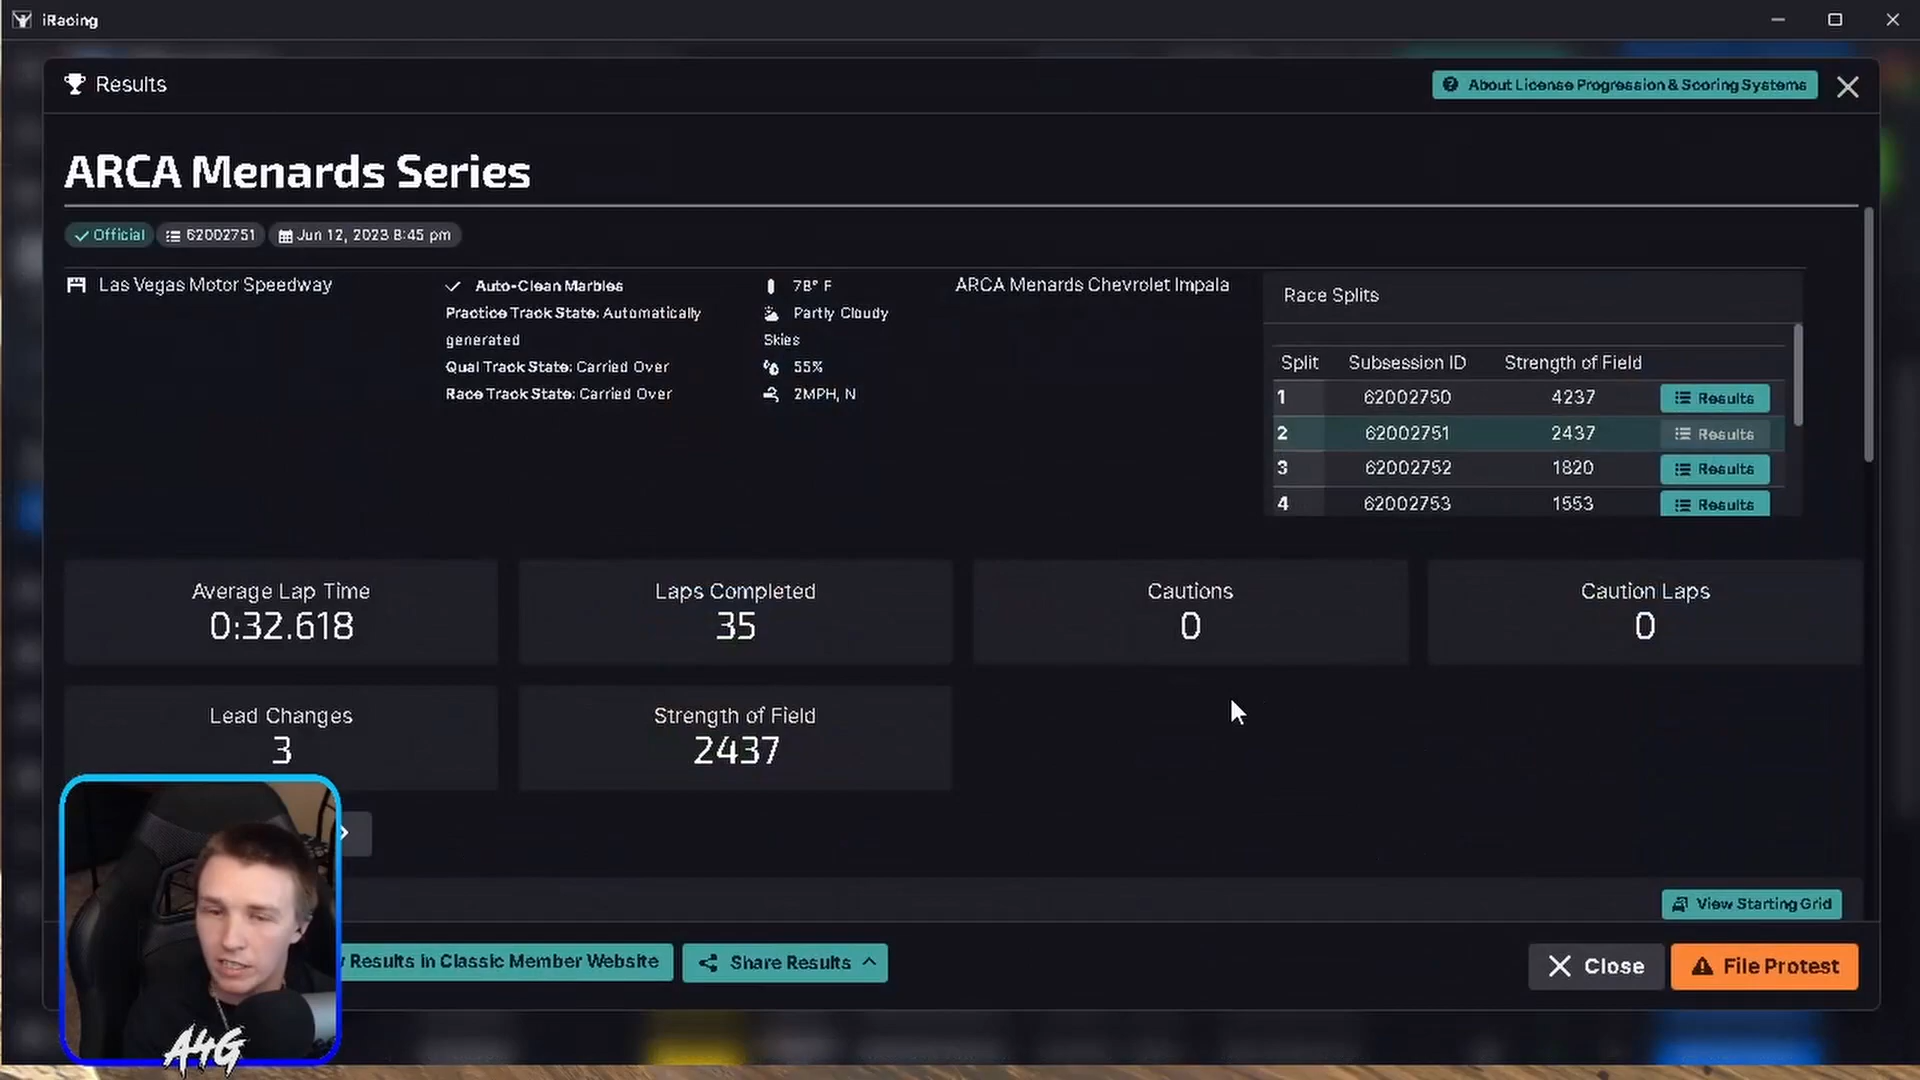 iRacing
Results
About License Progression & Scoring Systems
ARCA Menards Series
Official
62002751
Jun 12, 2023 8:45 pm
Las Vegas Motor Speedway
Auto-Clean Marbles
Practice Track State: Automatically
generated
Qual Track State: Carried Over
Race Track State: Carried Over
78° F
Partly Cloudy
Skies
55%
2MPH, N
ARCA Menards Chevrolet Impala
Race Splits
Split Subsession ID Strength of Field
1 62002750 4237 Results
2 62002751 2437 Results
3 62002752 1820 Results
4 62002753 1553 Results
Average Lap Time
0:32.618
Laps Completed
35
Cautions
0
Caution Laps
0
Lead Changes
3
Strength of Field
2437
View Starting Grid
Results in Classic Member Website
Share Results
Close
File Protest
A4G